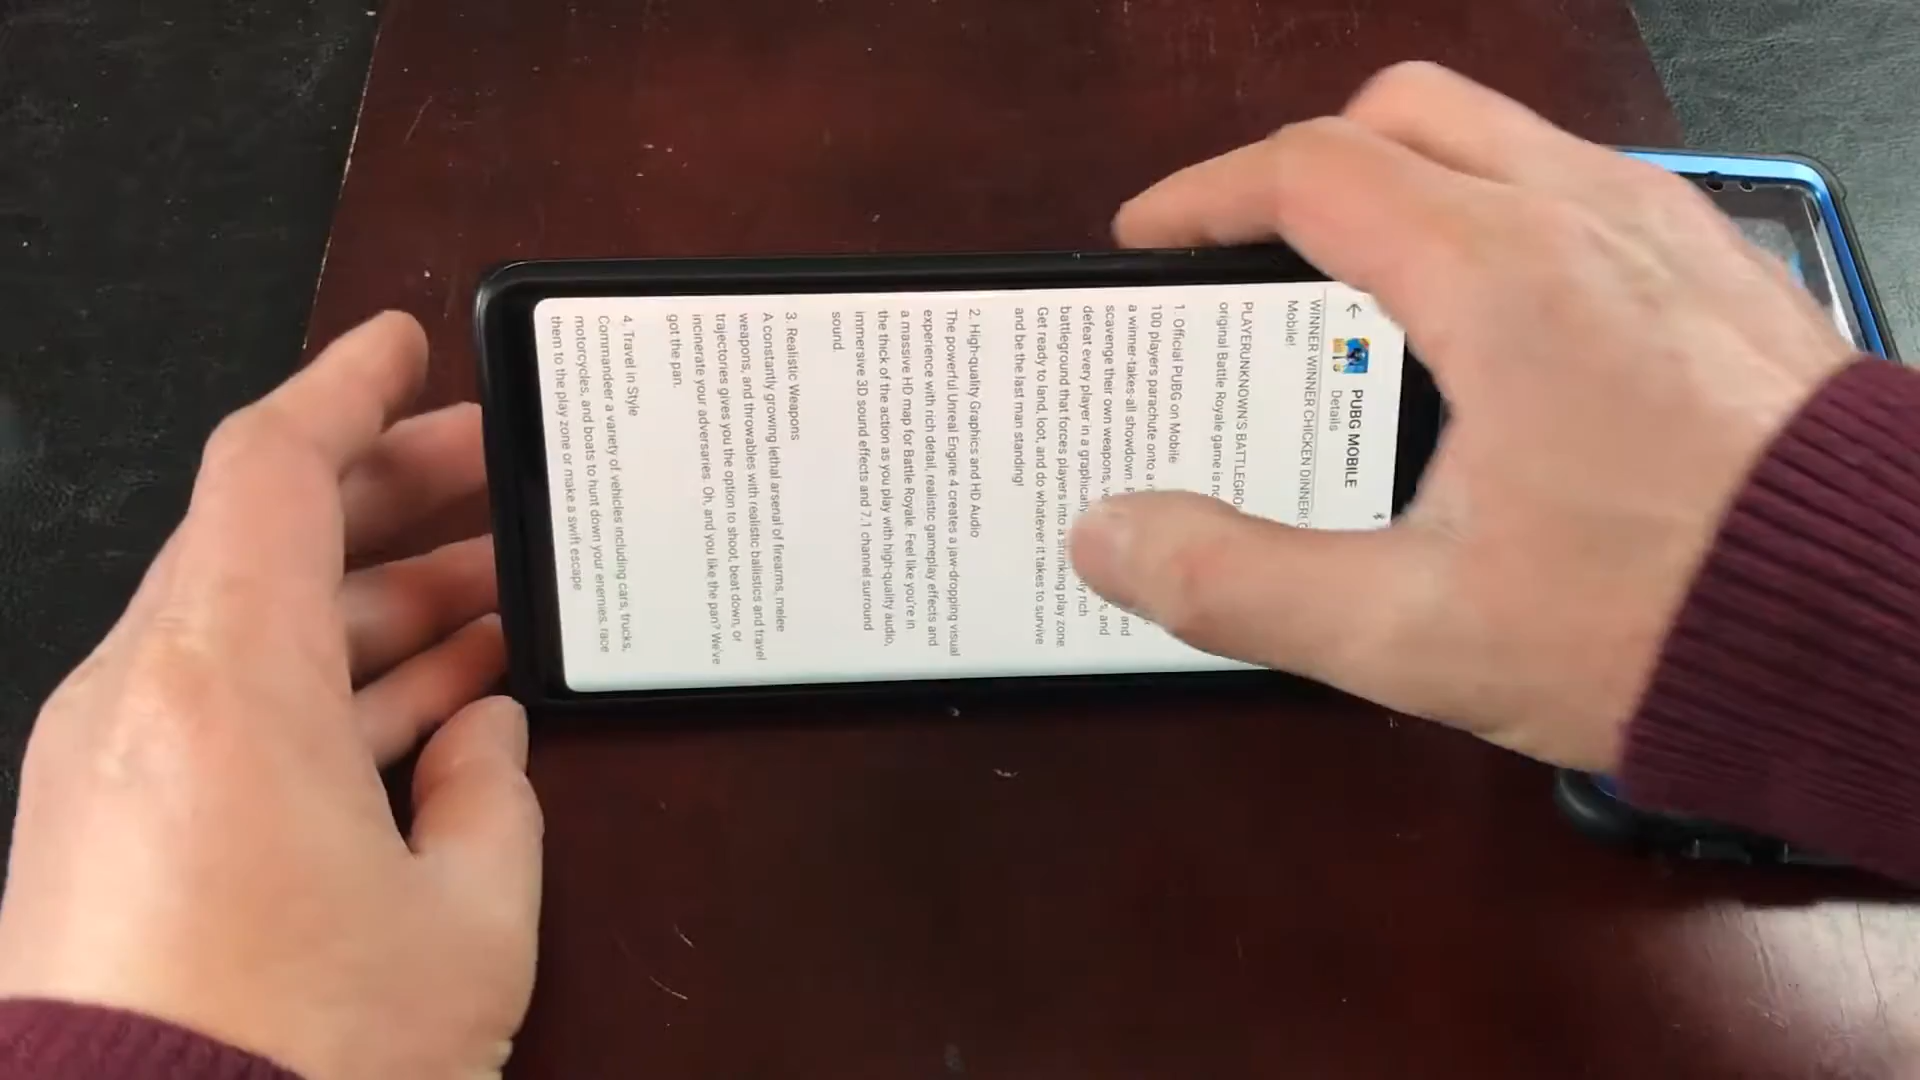 PUBG MOBILE
Details
WINNER WINNER CHICKEN DINNER!
Mobile!
PLAYERUNKNOWN'S
original Battle Royale game is
1. Official PUBG on Mobile
100 players parachute onto a
a winner-takes-all showdown. and
scavenge their own weapons, and
defeat every player in a graphically rich
battleground that forces players into a shrinking play zone
Get ready to land, loot, and do whatever it takes to survive
and be the last man standing!
2. High-quality Graphics and HD Audio
The powerful Unreal Engine 4 creates a jaw-dropping visual
experience with rich detail, realistic gameplay effects and
a massive HD map for Battle Royale. Feel like you're in
the thick of the action as you play with high-quality audio,
immersive 3D sound effects and 7.1 channel surround
sound.
3. Realistic Weapons
A constantly growing lethal arsenal of firearms, melee
weapons, and throwables with realistic ballistics and travel
trajectories gives you the option to shoot, beat down, or
incinerate your adversaries. Oh, and you like the pan? We've
got the pan.
4. Travel in Style
Commander a variety of vehicles including cars, trucks,
motorcycles, and boats to hunt down your enemies, race
them to the play zone or make a swift escape